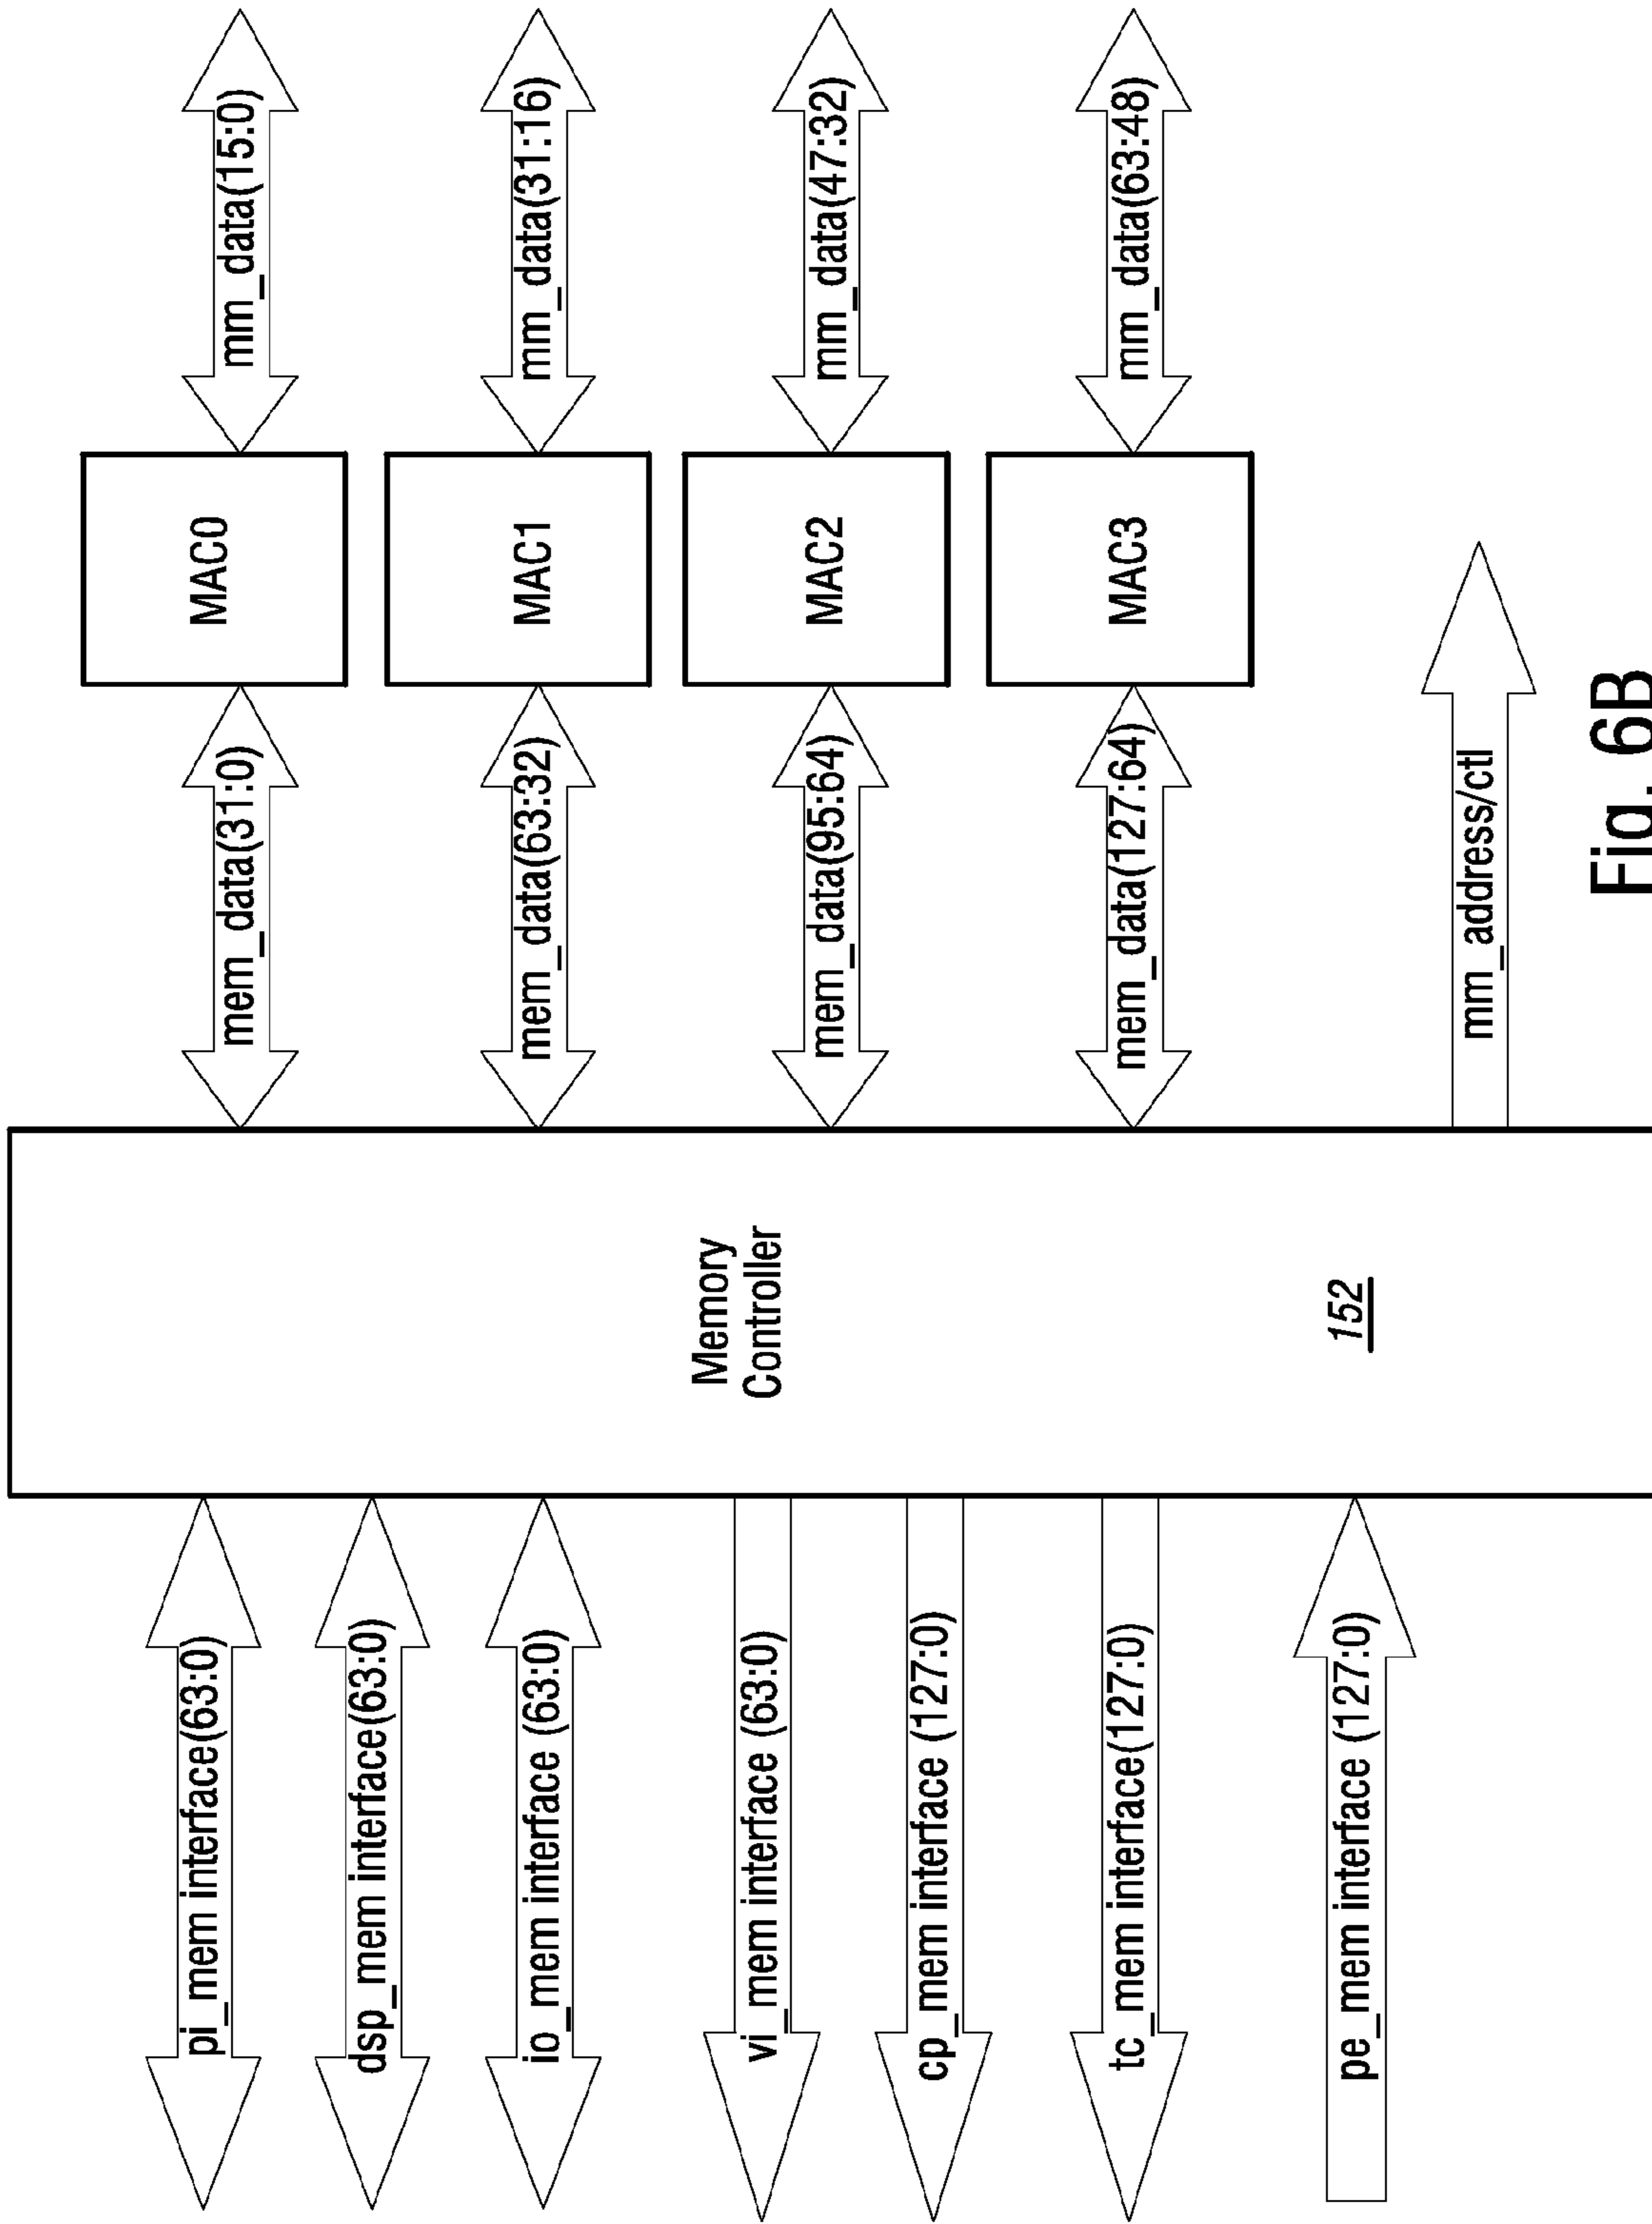 pi_mem interface(63:0)
dsp_mem interface(63:0)
io_mem interface (63:0)
vi_mem interface (63:0)
cp_mem interface (127:0)
tc_mem interface(127:0)
pe_mem interface (127:0)
Memory
Controller
152
mem_data(31:0)
mem_data(63:32)
mem_data(95:64)
mem_data(127:64)
mm_address/ctl
MAC0
MAC1
MAC2
MAC3
mm_data(15:0)
mm_data(31:16)
mm_data(47:32)
mm_data(63:48)
Fig. 6B